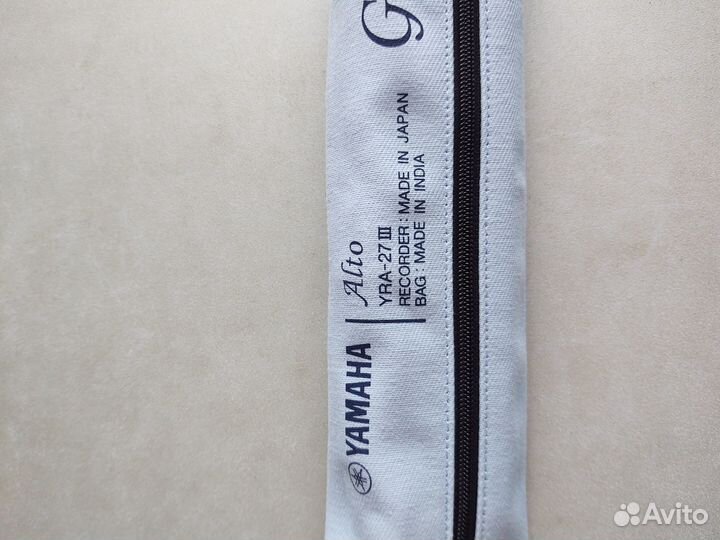 YAMAHA
Alto
YRA-27III
RECORDER : MADE IN JAPAN
BAG : MADE IN INDIA
G
Avito